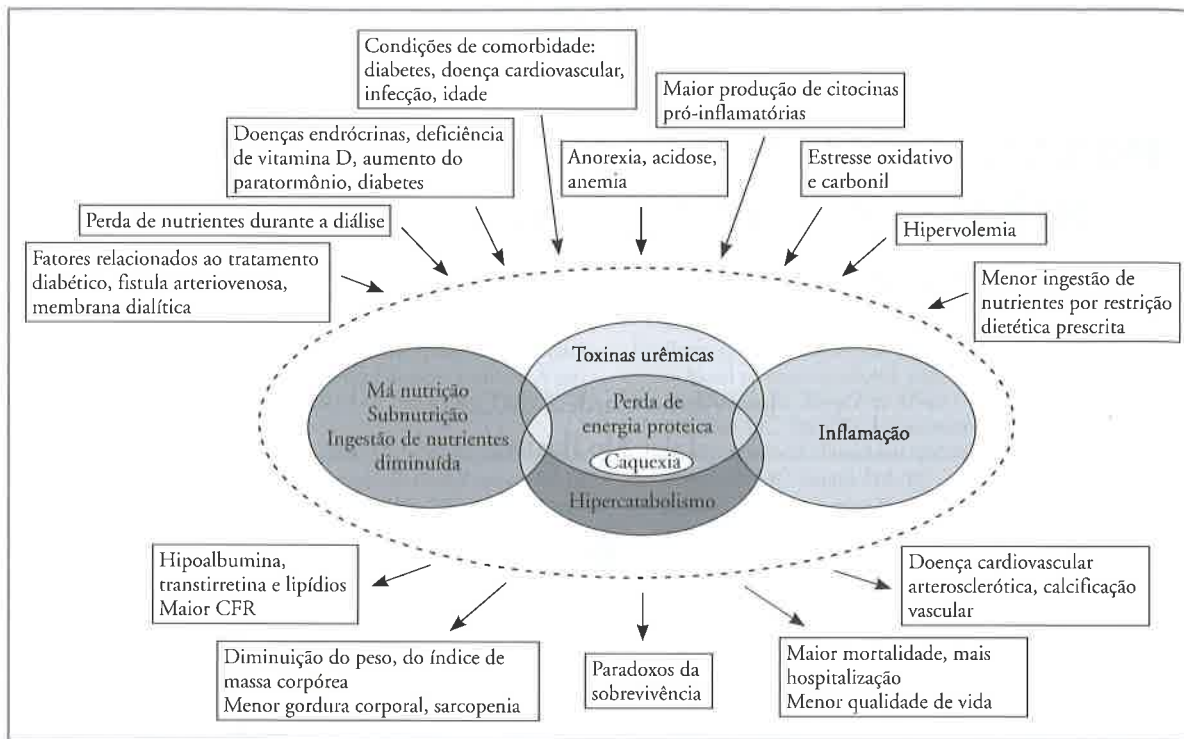 Condições de comorbidade:
diabetes, doença cardiovascular,
infecção, idade
Maior produção de citocinas
pró-inflamatórias
Doenças endrócrinas, deficiência
de vitamina D, aumento do
paratormônio, diabetes
Anorexia, acidose,
anemia
Estresse oxidativo
e carbonil
Perda de nutrientes durante a diálise
Hipervolemia
Fatores relacionados ao tratamento
diabético, fistula arteriovenosa,
membrana dialítica
Menor ingestão de
nutrientes por restrição
dietética prescrita
Toxinas urêmicas
Má nutrição
Subnutrição
Ingestão de nutrientes
diminuída
Perda de
energia proteica
Caquexia
Hipercatabolismo
Inflamação
Hipoalbumina,
transtirretina e lipídios
Maior CFR
Doença cardiovascular
arterosclerótica, calcificação
vascular
Diminuição do peso, do índice de
massa corpórea
Menor gordura corporal, sarcopenia
Paradoxos da
sobrevivência
Maior mortalidade, mais
hospitalização
Menor qualidade de vida